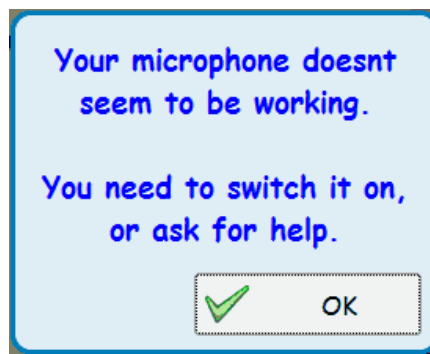 Your microphone doesnt
seem to be working.
You need to switch it on,
or ask for help.
OK